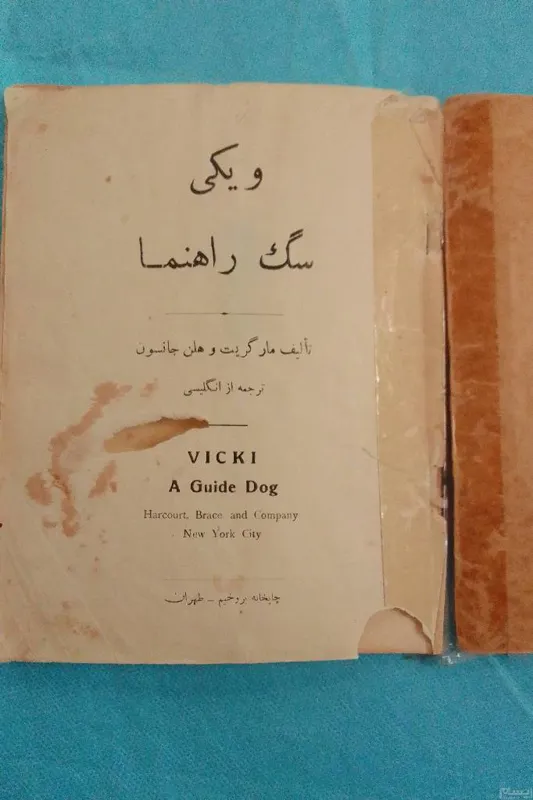 ویکی
سگ راهنما
تألیف مارگریت و هلن جانسون
ترجمه از انگلیسی
VICKI
A Guide Dog
Harcourt, Brace and Company
New York City
چاپخانه بروخیم - طهران